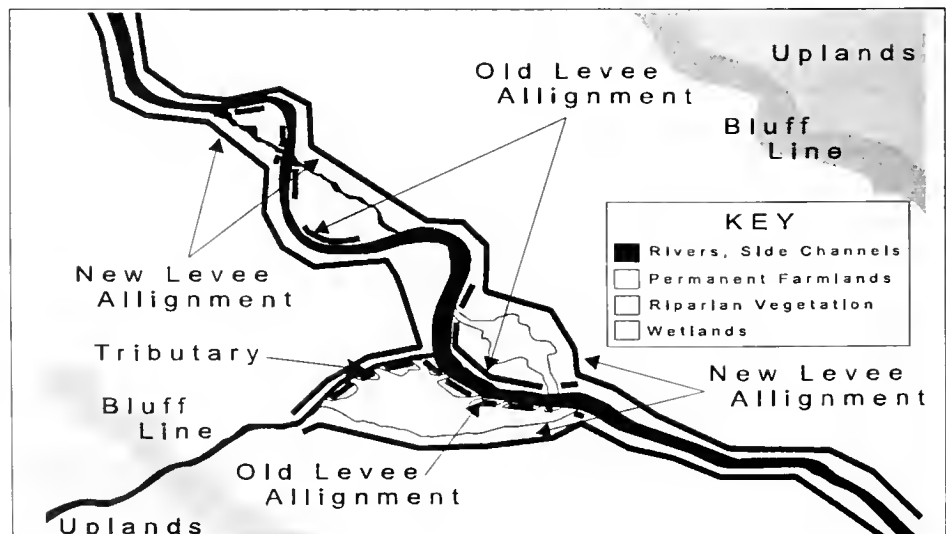 Uplands
Old Levee
Allignment
Bluff
Line
KEY
Rivers, Side Channels
Permanent Farmlands
Riparian Vegetation
Wetlands
New Levee
Allignment
Tributary
New Levee
Allignment
Bluff
Line
Old Levee
Allignment
Uplands